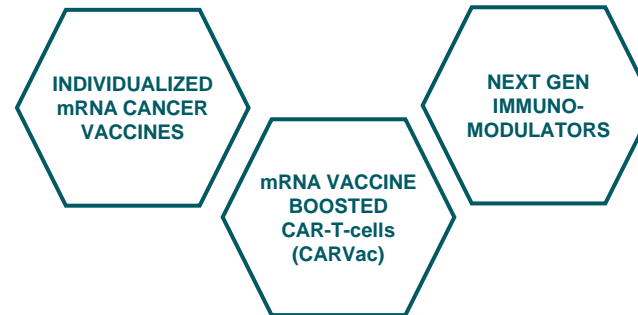 INDIVIDUALIZED
mRNA CANCER
VACCINES
mRNA VACCINE
BOOSTED
CAR-T-cells
(CARVac)
NEXT GEN
IMMUNO-
MODULATORS